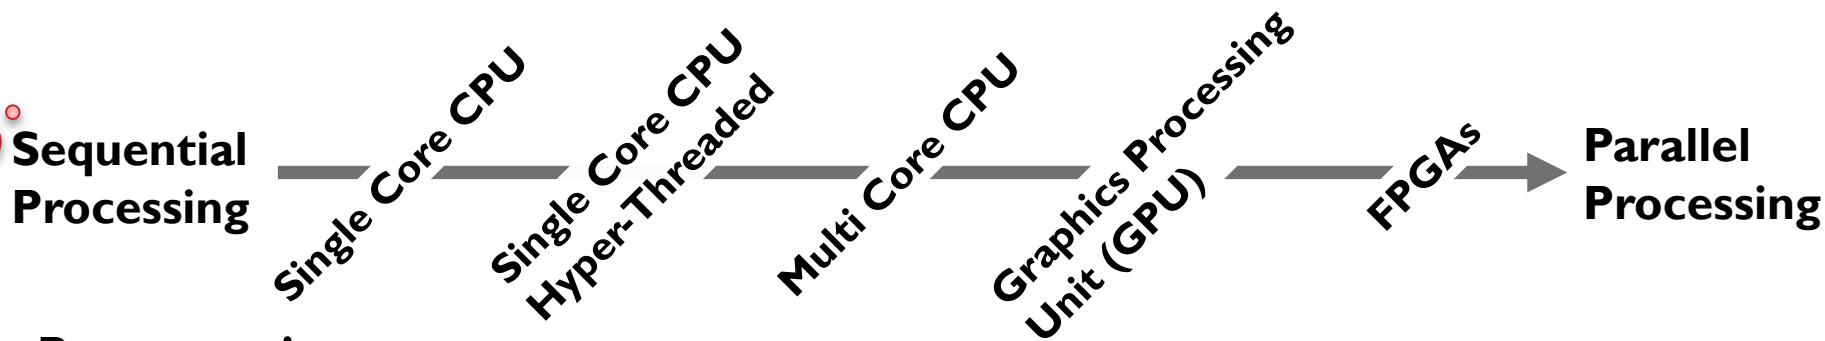 Sequential
Processing
Single Core CPU
Single Core CPU
Hyper-Threaded
Multi Core CPU
Graphics Processing
Unit (GPU)
FPGAs
Parallel
Processing